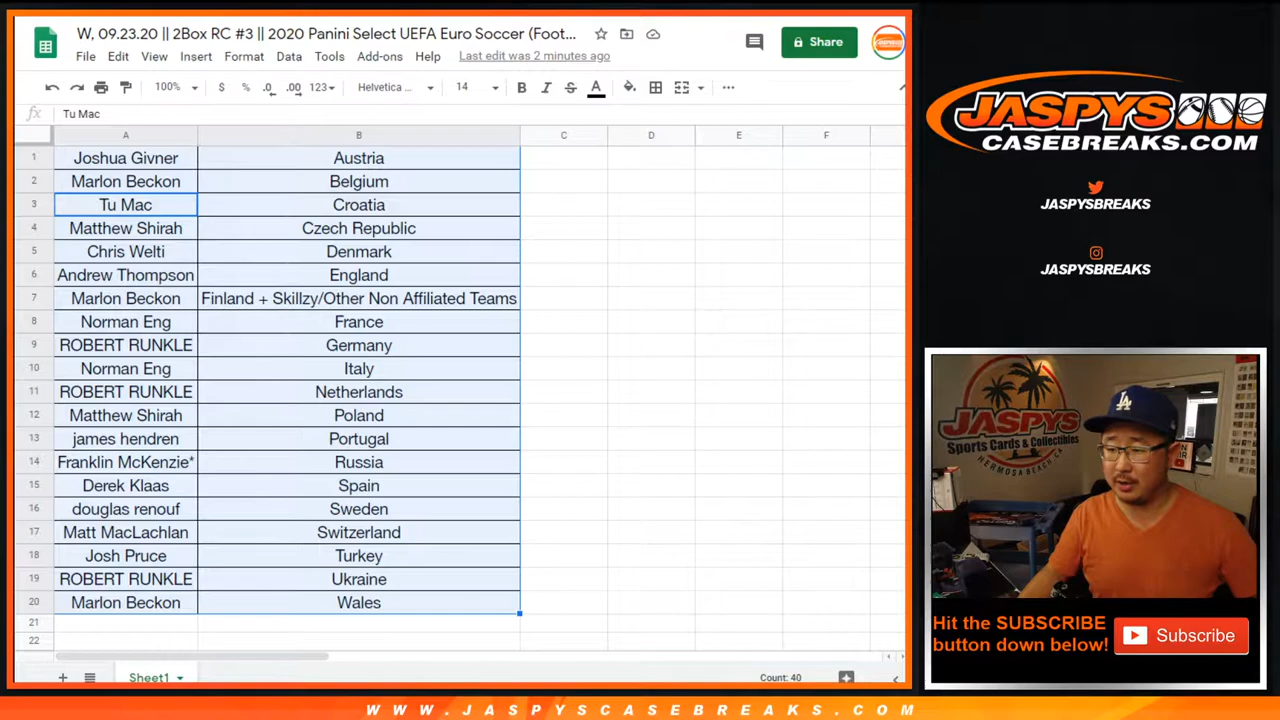 W, 09.23.20 || 2Box RC #3 || 2020 Panini Select UEFA Euro Soccer (Foot...
File Edit View Insert Format Data Tools Add-ons Help Last edit was 2 minutes ago
Share
100% $ % .0 .00 123 Helvetica ... 14 B I S A
fx Tu Mac
A B C D E F
1 Joshua Givner Austria
2 Marlon Beckon Belgium
3 Tu Mac Croatia
4 Matthew Shirah Czech Republic
5 Chris Welti Denmark
6 Andrew Thompson England
7 Marlon Beckon Finland + Skillzy/Other Non Affiliated Teams
8 Norman Eng France
9 ROBERT RUNKLE Germany
10 Norman Eng Italy
11 ROBERT RUNKLE Netherlands
12 Matthew Shirah Poland
13 james hendren Portugal
14 Franklin McKenzie* Russia
15 Derek Klaas Spain
16 douglas renouf Sweden
17 Matt MacLachlan Switzerland
18 Josh Pruce Turkey
19 ROBERT RUNKLE Ukraine
20 Marlon Beckon Wales
21
22
Sheet1
Count: 40
JASPYS
CASEBREAKS.COM
JASPYSBREAKS
JASPYSBREAKS
JASPYS
Sports Cards & Collectibles
HERMOSA BEACH
LA
Hit the SUBSCRIBE
button down below!
Subscribe
WWW.JASPYSCASEBREAKS.COM